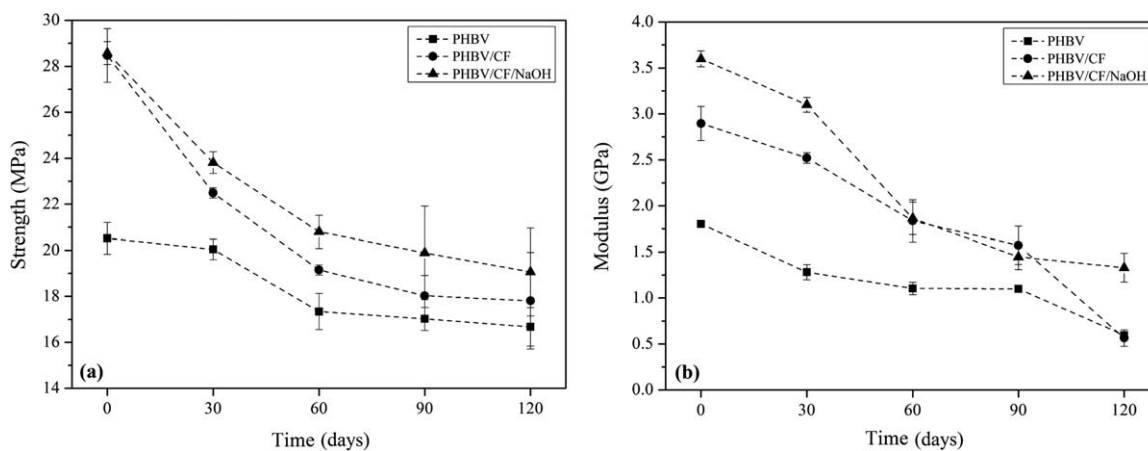 30
28
26
24
22
20
18
16
14
Strength (MPa)
PHBV
PHBV/CF
PHBV/CF/NaOH
(a)
0 30 60 90 120
Time (days)
4.0
3.5
3.0
2.5
2.0
1.5
1.0
0.5
0.0
Modulus (GPa)
PHBV
PHBV/CF
PHBV/CF/NaOH
(b)
0 30 60 90 120
Time (days)